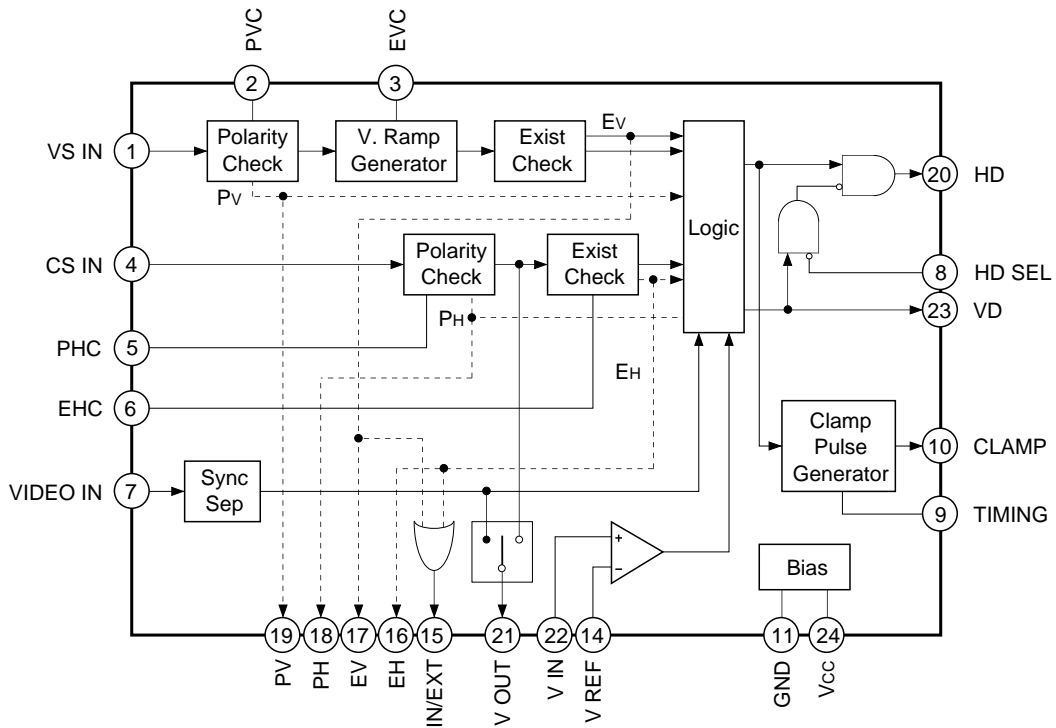 PVC
EVC
2
3
VS IN
1
Polarity
Check
V. Ramp
Generator
Exist
Check
EV
PV
Logic
20
HD
CS IN
4
Polarity
Check
Exist
Check
8
HD SEL
23
VD
PHC
5
PH
EH
EHC
6
Clamp
Pulse
Generator
10
CLAMP
VIDEO IN
7
Sync
Sep
9
TIMING
+
−
Bias
19
18
17
16
15
21
22
14
11
24
PV
PH
EV
EH
IN/EXT
V OUT
V IN
V REF
GND
VCC